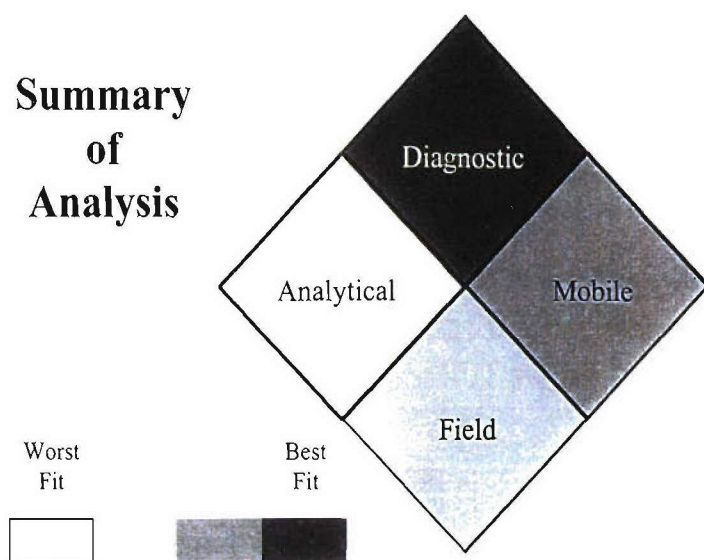 Summary
of
Analysis
Diagnostic
Analytical
Mobile
Field
Worst
Fit
Best
Fit